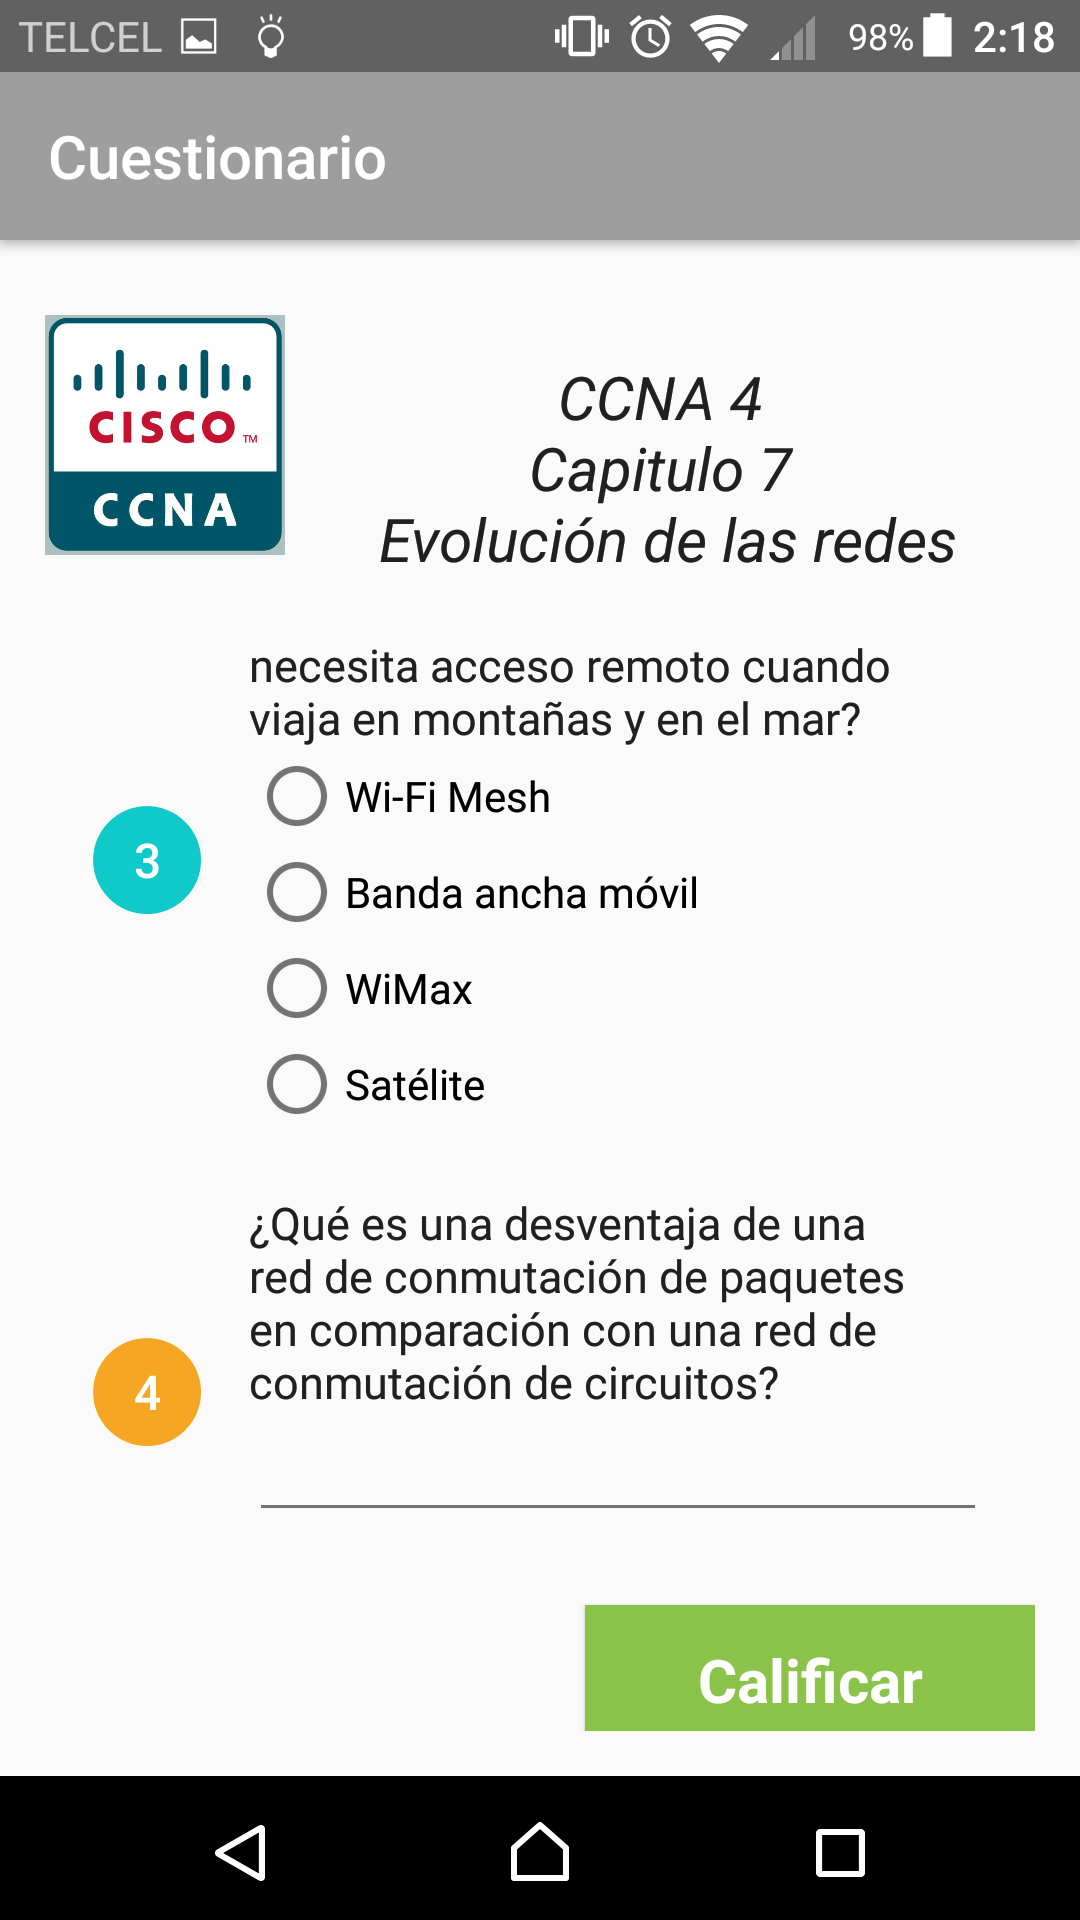 TELCEL 98% 2:18
Cuestionario
CISCO TM
CCNA
CCNA 4
Capitulo 7
Evolución de las redes
necesita acceso remoto cuando
viaja en montañas y en el mar?
3
Wi-Fi Mesh
Banda ancha móvil
WiMax
Satélite
¿Qué es una desventaja de una
red de conmutación de paquetes
en comparación con una red de
conmutación de circuitos?
4
Calificar